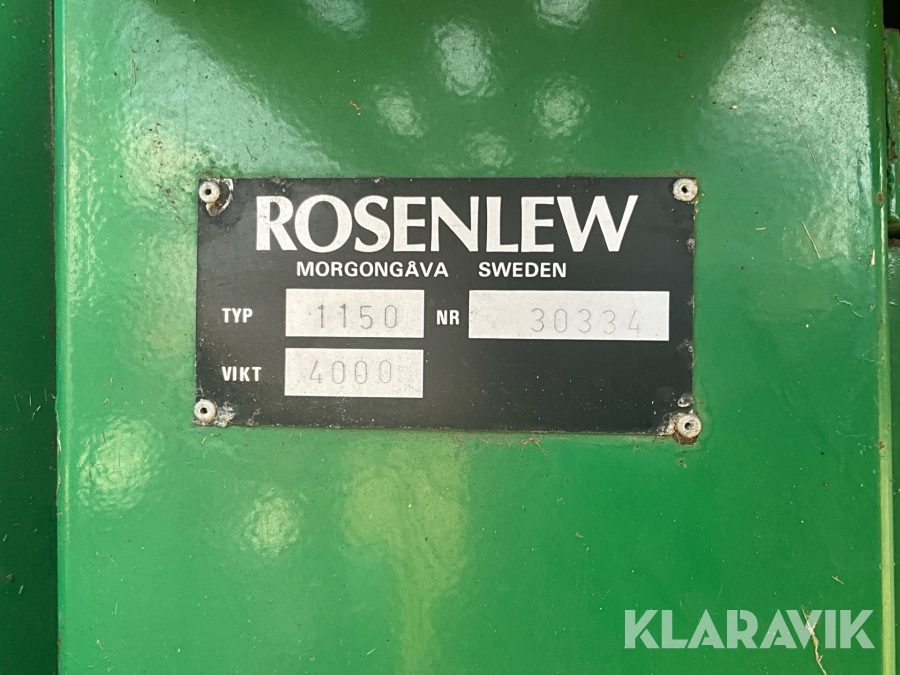 ROSENLEW
MORGONGÅVA SWEDEN
TYP 1150 NR 30334
VIKT 4000
KLARAVIK